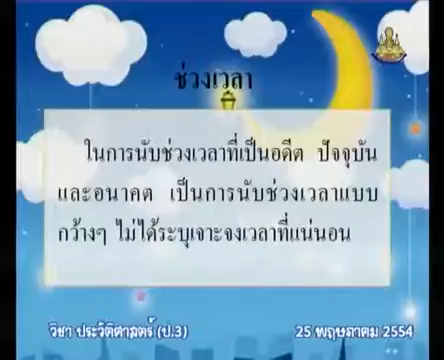 ช่วงเวลา
ในการนับช่วงเวลาที่เป็นอดีต ปัจจุบัน
และอนาคต เป็นการนับช่วงเวลาแบบ
กว้างๆ ไม่ได้ระบุเจาะจงเวลาที่แน่นอน
วิชา ประวัติศาสตร์ (ป.3) 25 พฤษภาคม 2554